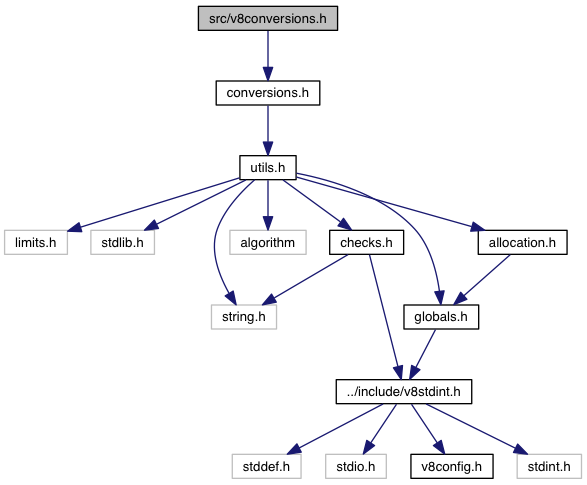 src/v8conversions.h
conversions.h
utils.h
limits.h
stdlib.h
algorithm
checks.h
allocation.h
string.h
globals.h
../include/v8stdint.h
stddef.h
stdio.h
v8config.h
stdint.h